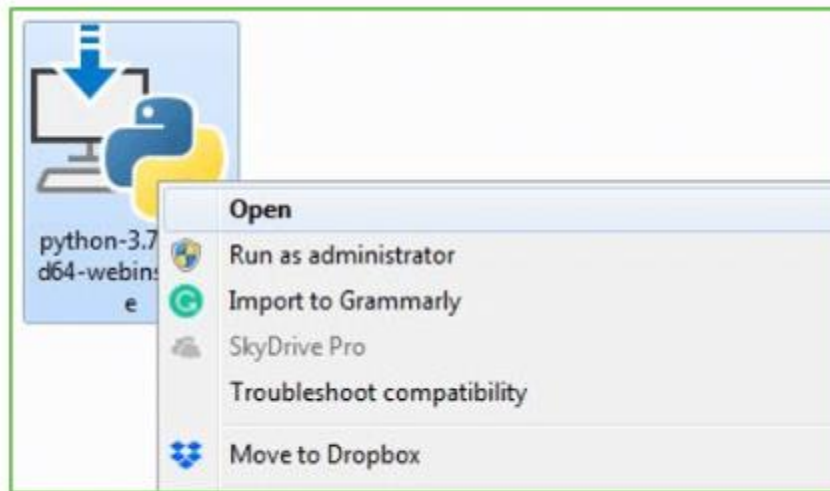 Open
python-3.7
Run as administrator
d64-webins
e
Import to Grammarly
SkyDrive Pro
Troubleshoot compatibility
Move to Dropbox